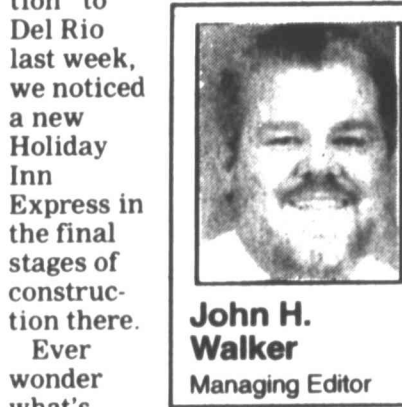 tion" to
Del Rio
last week,
we noticed
a new
Holiday
Inn
Express in
the final
stages of
construc-
tion there.
Ever
wonder
what's
John H.
Walker
Managing Editor